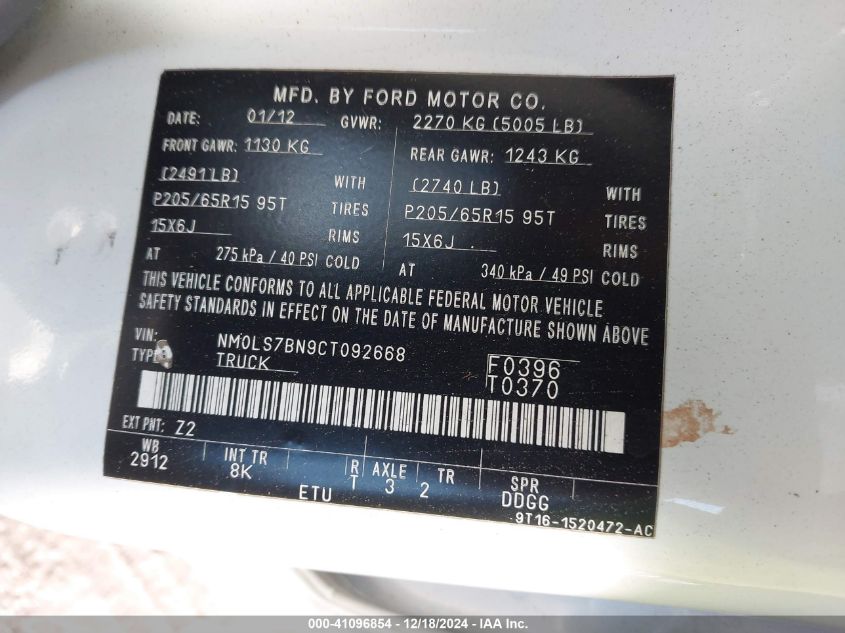 MFD. BY FORD MOTOR CO.
DATE: 01/12 GVWR: 2270 KG (5005 LB)
FRONT GAWR: 1130 KG REAR GAWR: 1243 KG
(2491LB) WITH (2740 LB) WITH
P205/65R15 95T TIRES P205/65R15 95T TIRES
15X6J RIMS 15X6J RIMS
AT 275 kPa / 40 PSI COLD AT 340 kPa / 49 PSI COLD
THIS VEHICLE CONFORMS TO ALL APPLICABLE FEDERAL MOTOR VEHICLE
SAFETY STANDARDS IN EFFECT ON THE DATE OF MANUFACTURE SHOWN ABOVE
VIN: NM0LS7BN9CT092668 F0396
TYPE: TRUCK T0370
EXT PNT: Z2
WB INT TR R AXLE TR SPR
2912 8K T 3 2 DDGG
ETU 9T16-1520472-AC
000-41096854 / 12/18/2024 - IAA Inc.